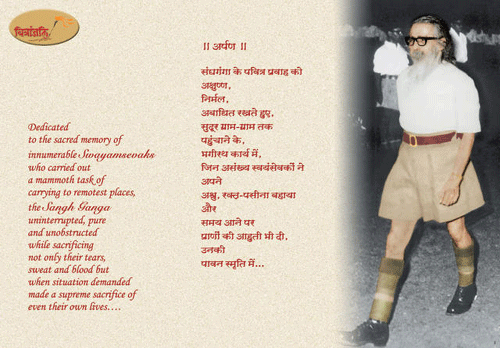 चित्रांजलि
Dedicated
to the sacred memory of
innumerable Swayamsevaks
who carried out
a mammoth task of
carrying to remotest places,
the Sangh Ganga
uninterrupted, pure
and unobstructed
while sacrificing
not only their tears,
sweat and blood but
when situation demanded
made a supreme sacrifice of
even their own lives....
।। अर्पण ।।
संघगंगा के पवित्र प्रवाह को
अक्षुण्ण,
निर्मल,
अबाधित रखते हुए,
सुदूर ग्राम-ग्राम तक
पहुंचाने के,
भगीरथ कार्य में,
जिन असंख्य स्वयंसेवकों ने
अपने
अश्रु, रक्त-पसीना बहाया
और
समय आने पर
प्राणों की आहुती भी दी,
उनकी
पावन स्मृति में...